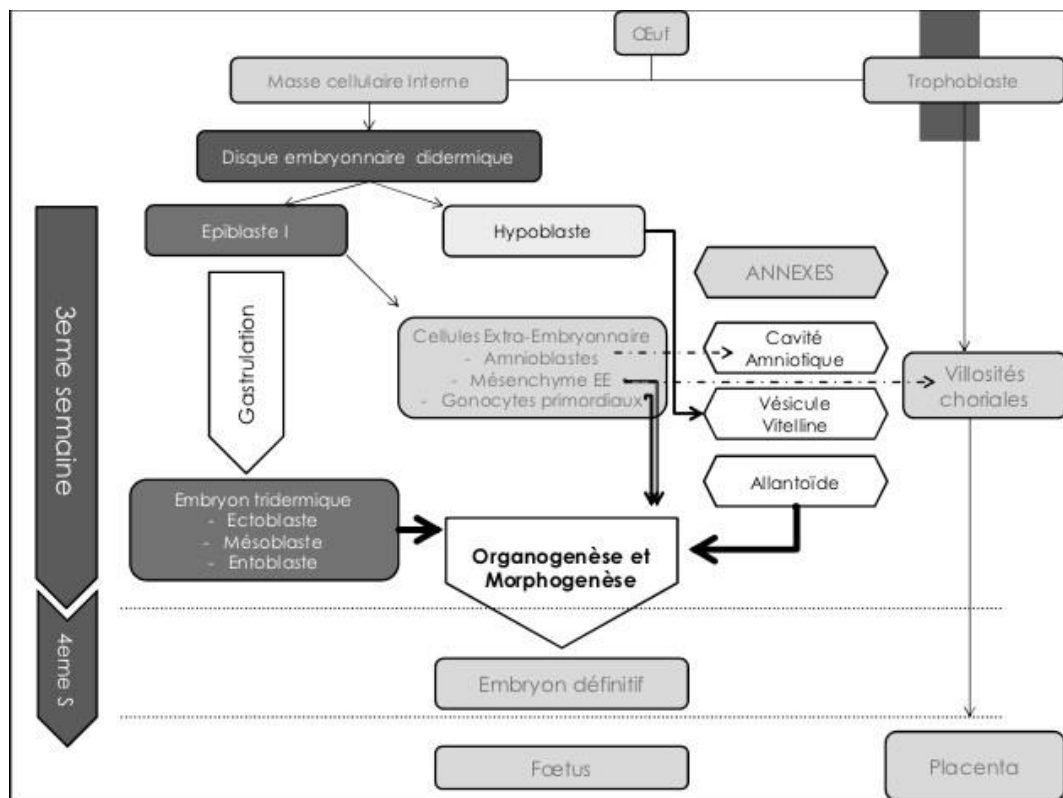 Œuf
Masse cellulaire Interne
Trophoblaste
Disque embryonnaire didermique
Epiblaste I
Hypoblaste
ANNEXES
3eme semaine
Gastrulation
Cellules Extra-Embryonnaire
- Amnioblastes
- Mésenchyme EE
- Gonocytes primordiaux
Cavité
Amniotique
Villosités
choriales
Vésicule
Vitelline
Allantoïde
Embryon tridermique
- Ectoblaste
- Mésoblaste
- Entoblaste
Organogenèse et
Morphogenèse
4eme S
Embryon définitif
Fœtus
Placenta